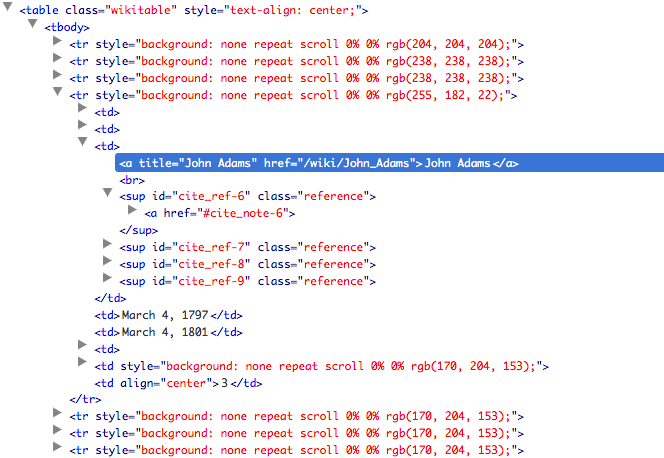 <table class="wikitable" style="text-align: center;">
<tbody>
<tr style="background: none repeat scroll 0% 0% rgb(204, 204, 204);">
<tr style="background: none repeat scroll 0% 0% rgb(238, 238, 238);">
<tr style="background: none repeat scroll 0% 0% rgb(238, 238, 238);">
<tr style="background: none repeat scroll 0% 0% rgb(255, 182, 22);">
<td>
<td>
<td>
<a title="John Adams" href="/wiki/John_Adams">John Adams</a>
<br>
<sup id="cite_ref-6" class="reference">
<a href="#cite_note-6">
</sup>
<sup id="cite_ref-7" class="reference">
<sup id="cite_ref-8" class="reference">
<sup id="cite_ref-9" class="reference">
</td>
<td>March 4, 1797</td>
<td>March 4, 1801</td>
<td>
<td style="background: none repeat scroll 0% 0% rgb(170, 204, 153);">
<td align="center">3</td>
</tr>
<tr style="background: none repeat scroll 0% 0% rgb(170, 204, 153);">
<tr style="background: none repeat scroll 0% 0% rgb(170, 204, 153);">
<tr style="background: none repeat scroll 0% 0% rgb(170, 204, 153);">